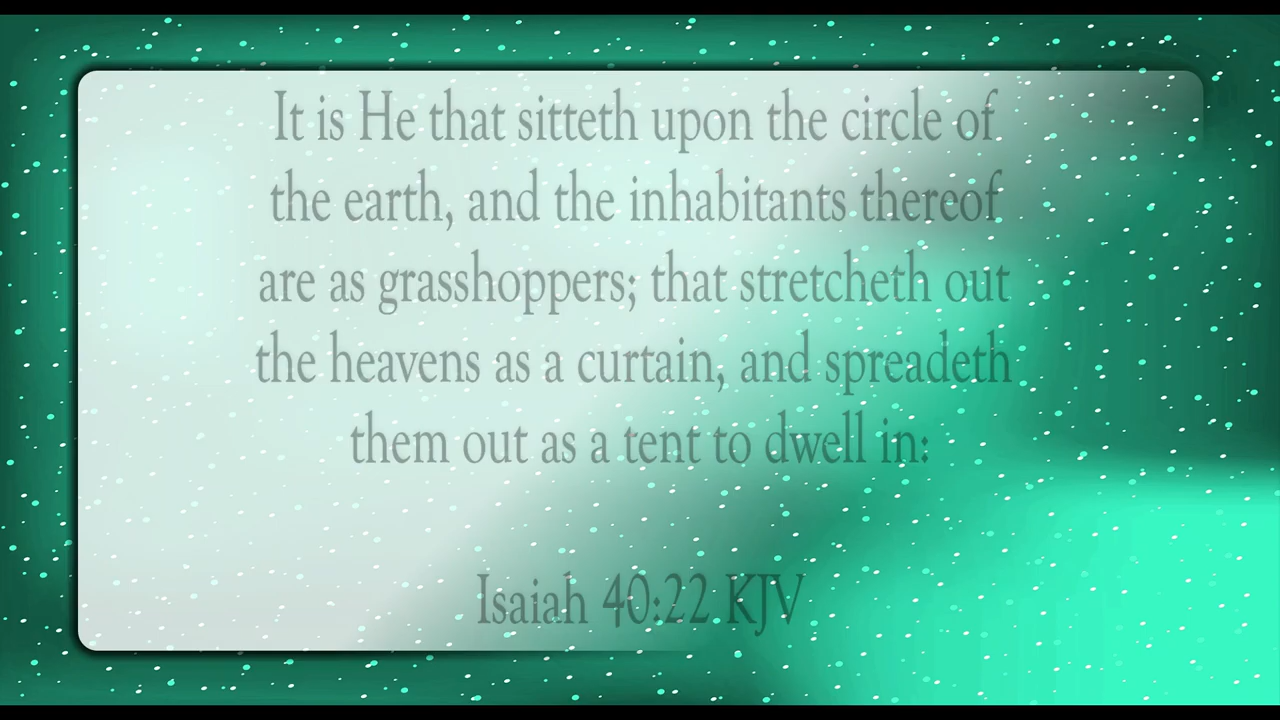 It is He that sitteth upon the circle of
the earth, and the inhabitants thereof
are as grasshoppers; that stretcheth out
the heavens as a curtain, and spreadeth
them out as a tent to dwell in:
Isaiah 40:22 KJV